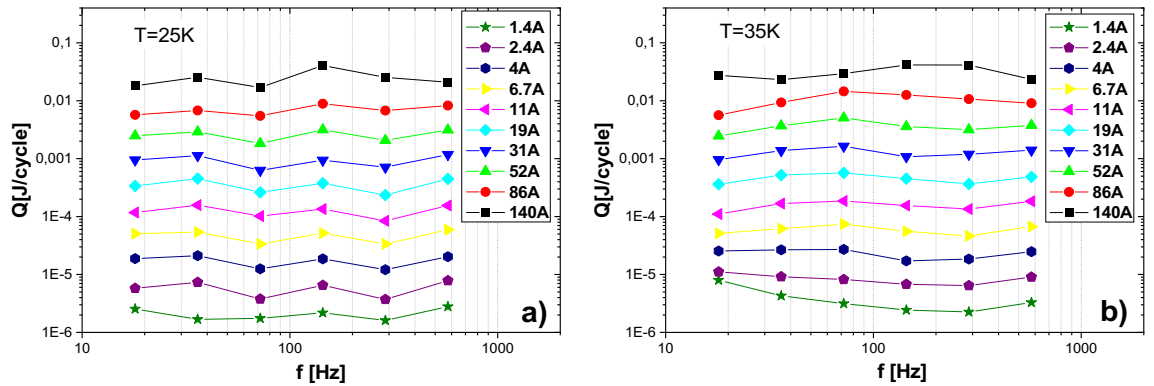 T=25K
Q[J/cycle]
0,1
0,01
0,001
1E-4
1E-5
1E-6
10
100
1000
f [Hz]
1.4A
2.4A
4A
6.7A
11A
19A
31A
52A
86A
140A
a)
T=35K
Q[J/cycle]
0,1
0,01
0,001
1E-4
1E-5
1E-6
10
100
1000
f [Hz]
1.4A
2.4A
4A
6.7A
11A
19A
31A
52A
86A
140A
b)